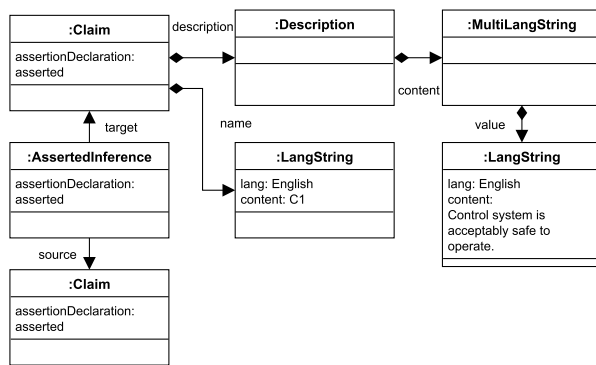 :Claim
assertionDeclaration:
asserted
description
:Description
content
:MultiLangString
value
target
name
:AssertedInference
assertionDeclaration:
asserted
:LangString
lang: English
content: C1
:LangString
lang: English
content:
Control system is
acceptably safe to
operate.
source
:Claim
assertionDeclaration:
asserted